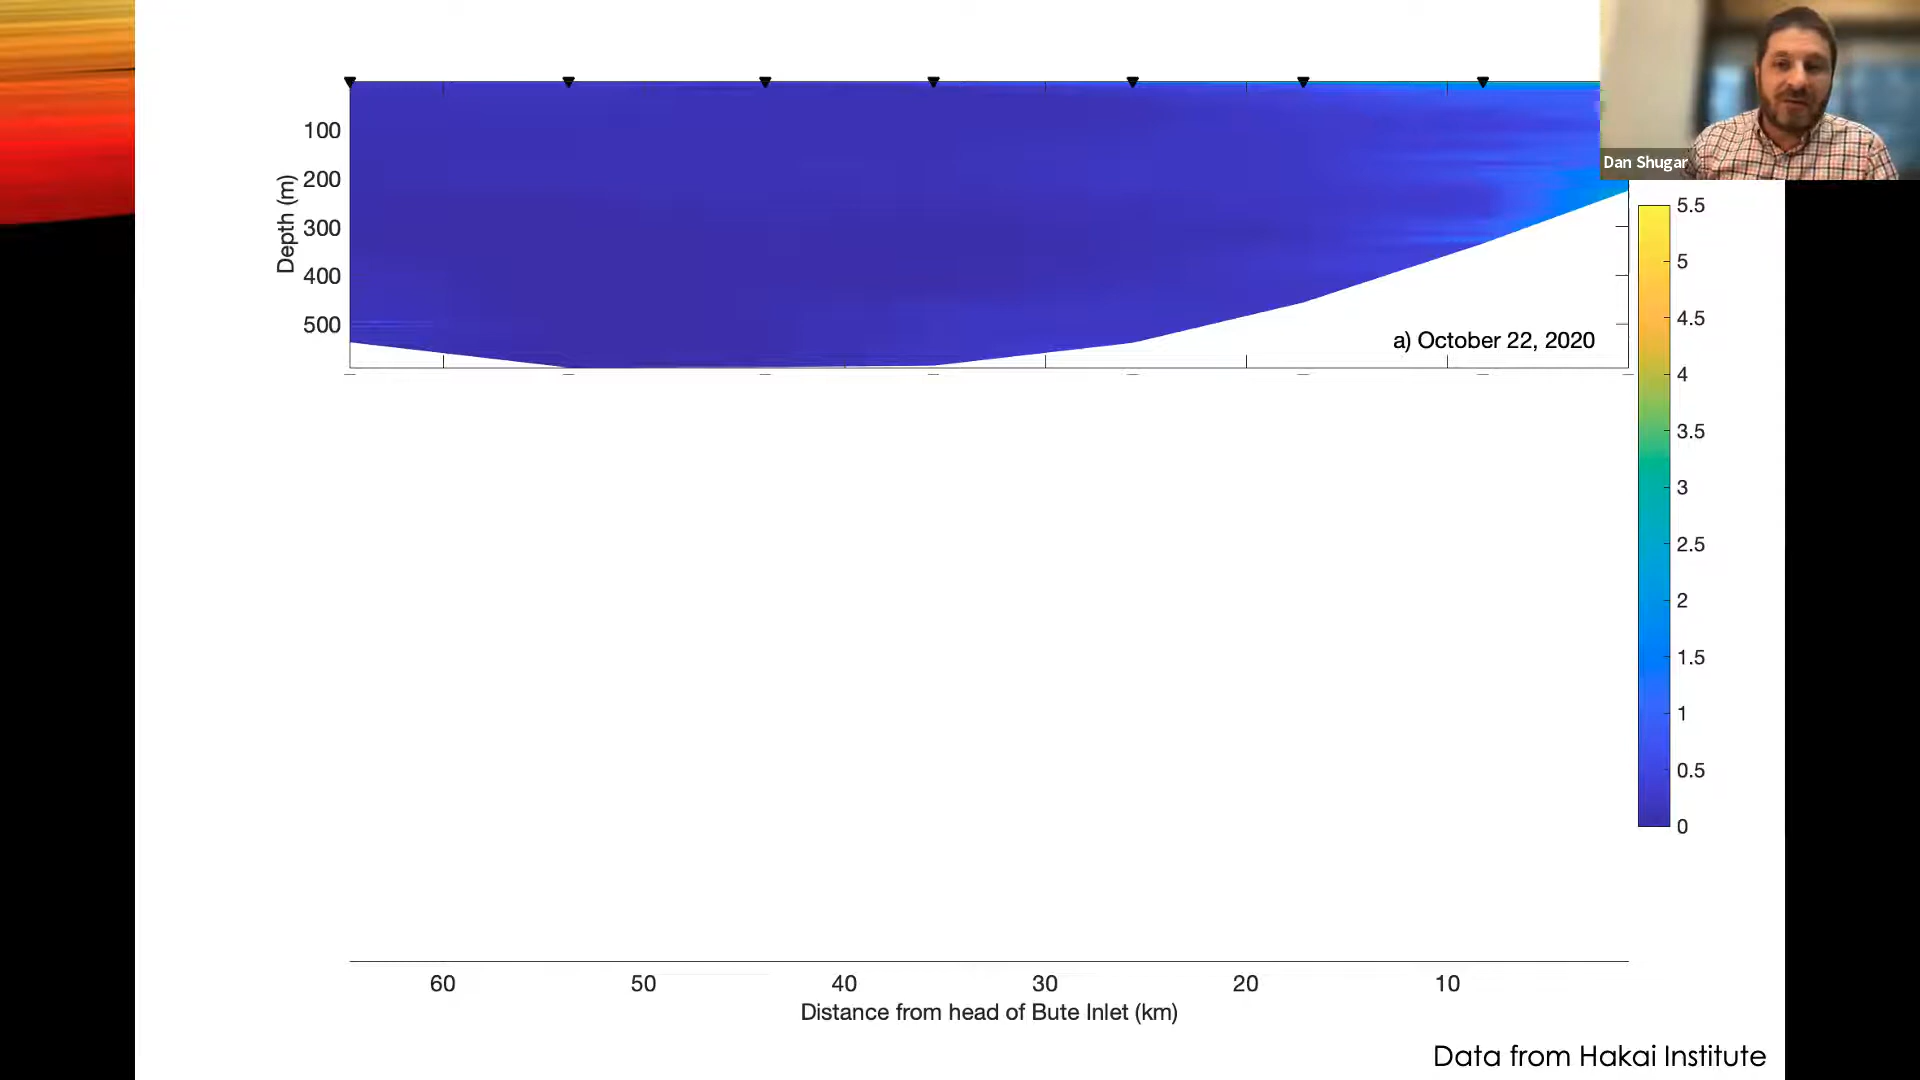 Dan Shugar
100
200
300
400
500
Depth (m)
a) October 22, 2020
5.5
5
4.5
4
3.5
3
2.5
2
1.5
1
0.5
0
60 50 40 30 20 10
Distance from head of Bute Inlet (km)
Data from Hakai Institute